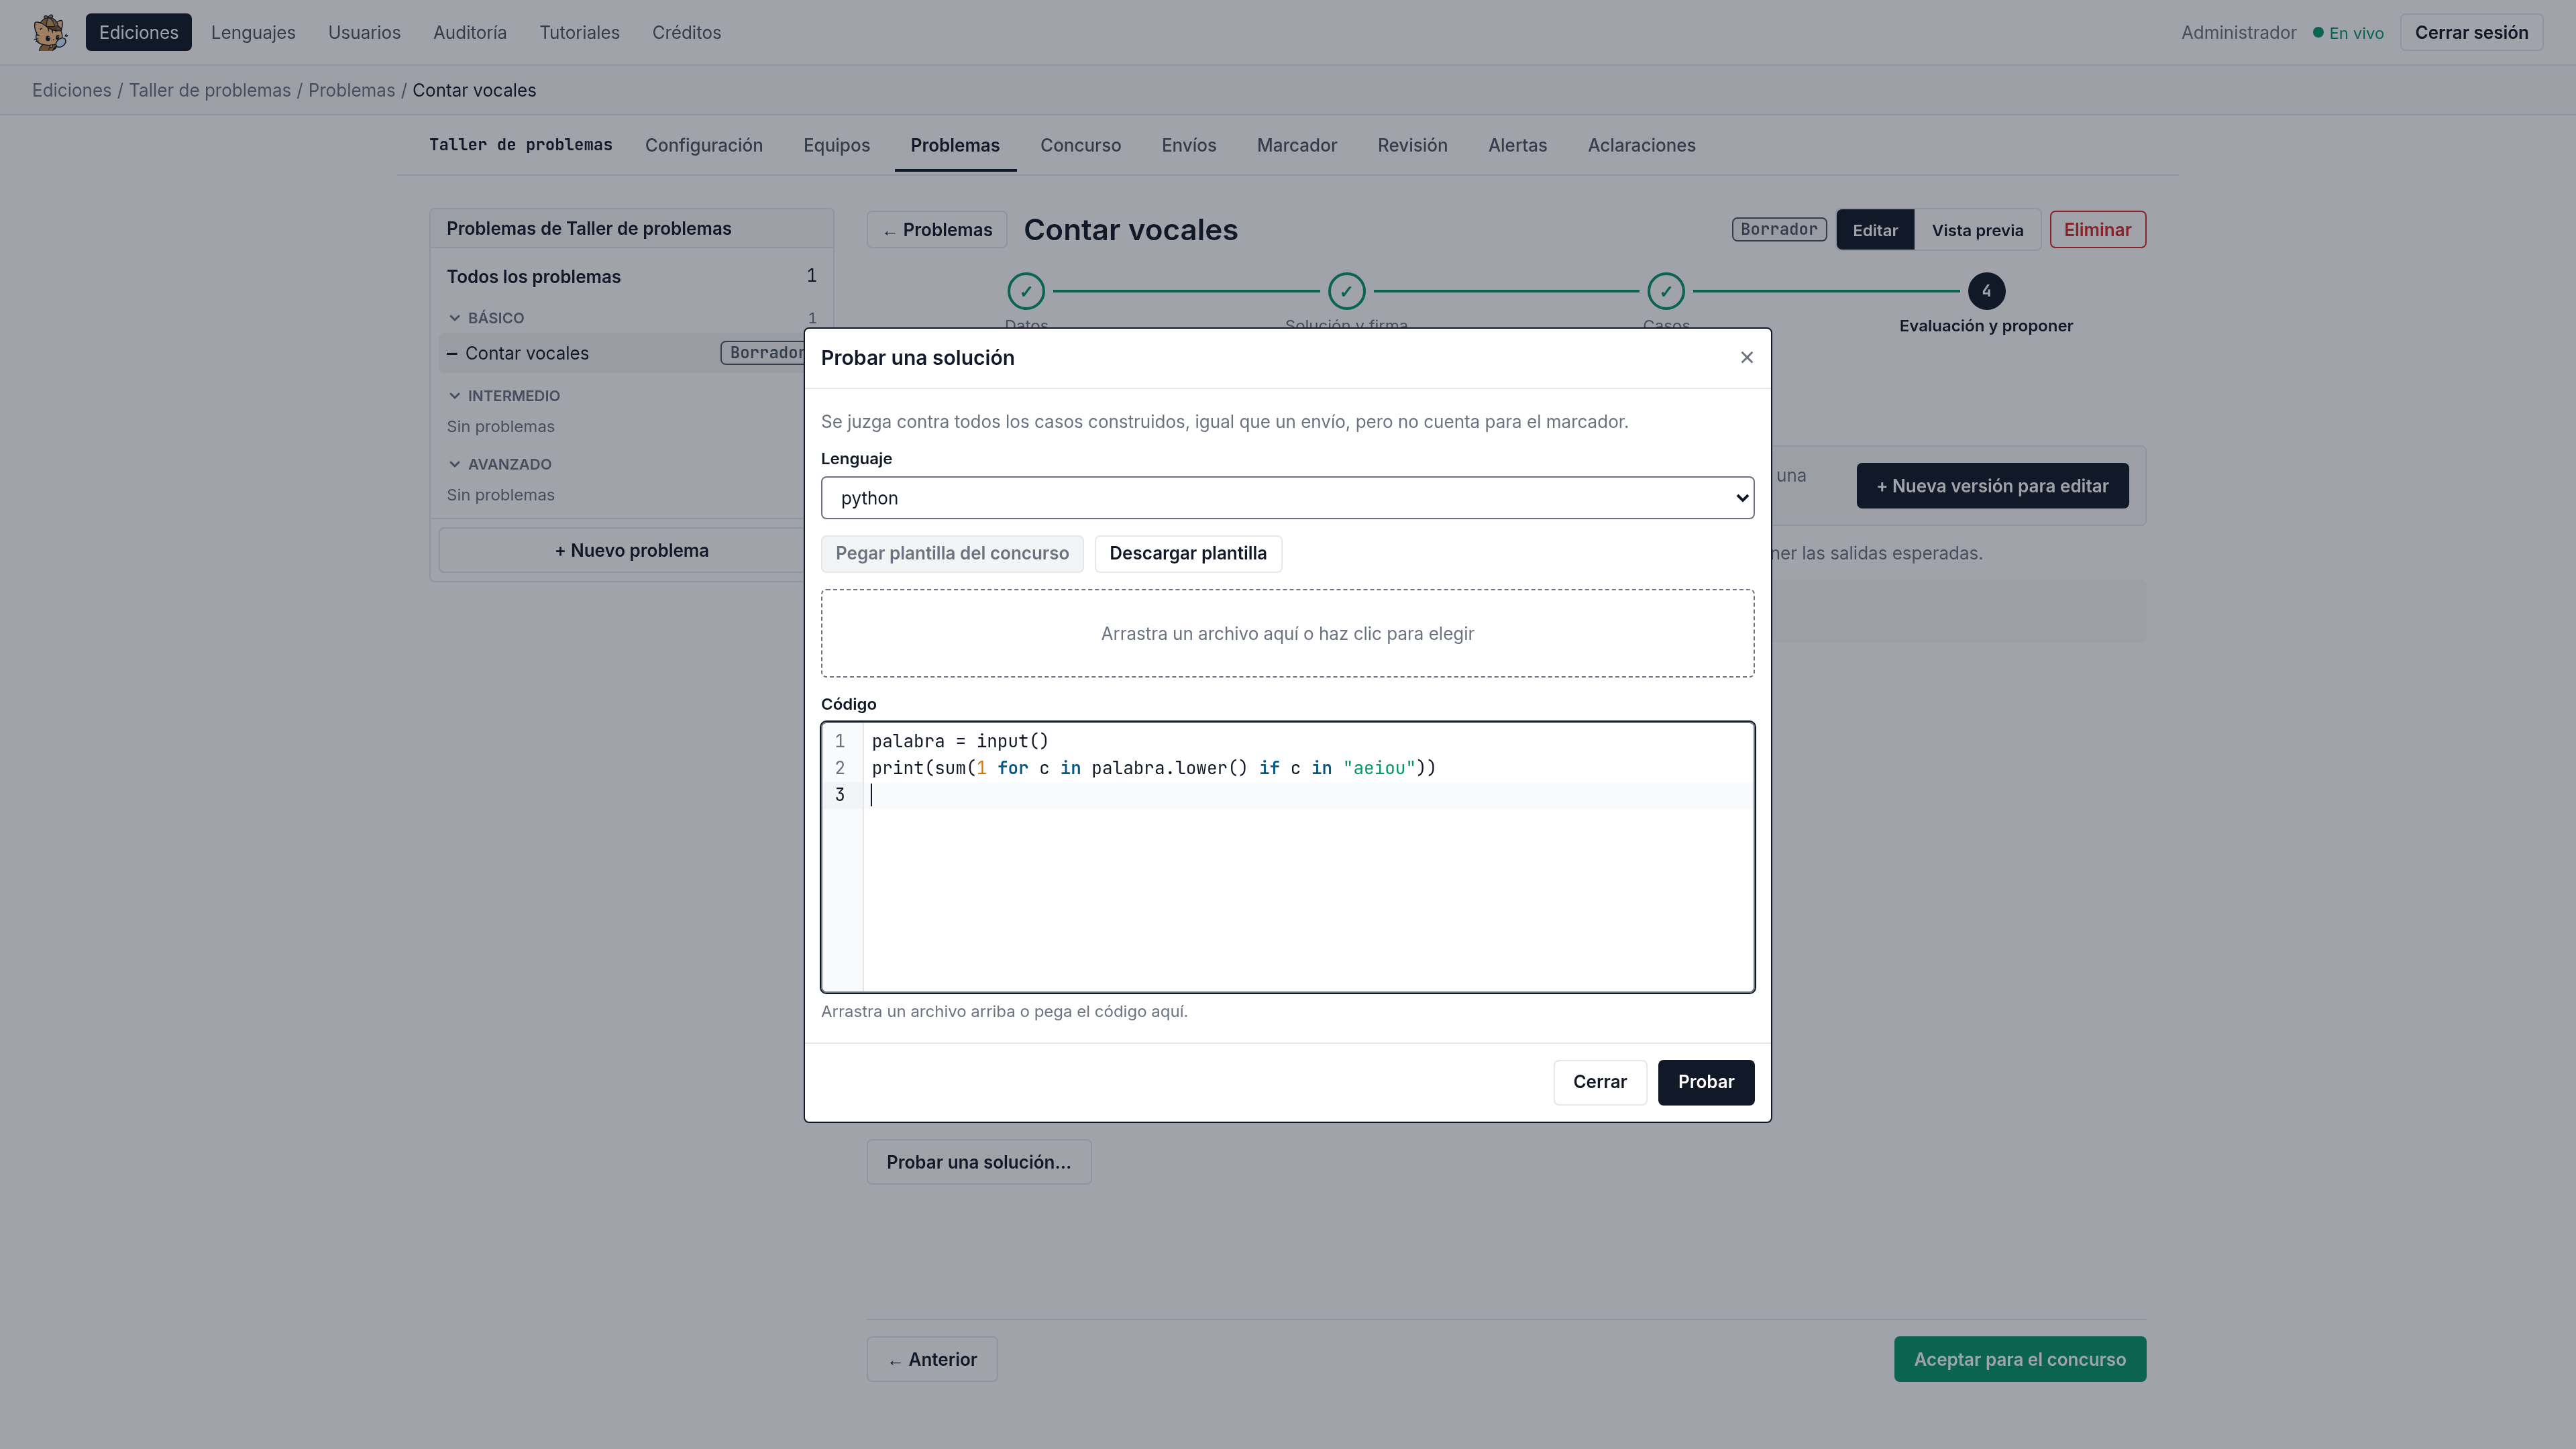 Ediciones Lenguajes Usuarios Auditoría Tutoriales Créditos Administrador En vivo Cerrar sesión
Ediciones / Taller de problemas / Problemas / Contar vocales
Taller de problemas Configuración Equipos Problemas Concurso Envíos Marcador Revisión Alertas Aclaraciones
Problemas de Taller de problemas
Todos los problemas 1
BÁSICO 1
– Contar vocales Borrador
INTERMEDIO
Sin problemas
AVANZADO
Sin problemas
+ Nuevo problema
← Problemas Contar vocales Borrador Editar Vista previa Eliminar
✓ ✓ ✓ 4
Datos Solución y firma Casos Evaluación y proponer
una + Nueva versión para editar
ner las salidas esperadas.
Probar una solución ✕
Se juzga contra todos los casos construidos, igual que un envío, pero no cuenta para el marcador.
Lenguaje
python
Pegar plantilla del concurso Descargar plantilla
Arrastra un archivo aquí o haz clic para elegir
Código
1 palabra = input()
2 print(sum(1 for c in palabra.lower() if c in "aeiou"))
3
Arrastra un archivo arriba o pega el código aquí.
Cerrar Probar
Probar una solución...
← Anterior Aceptar para el concurso